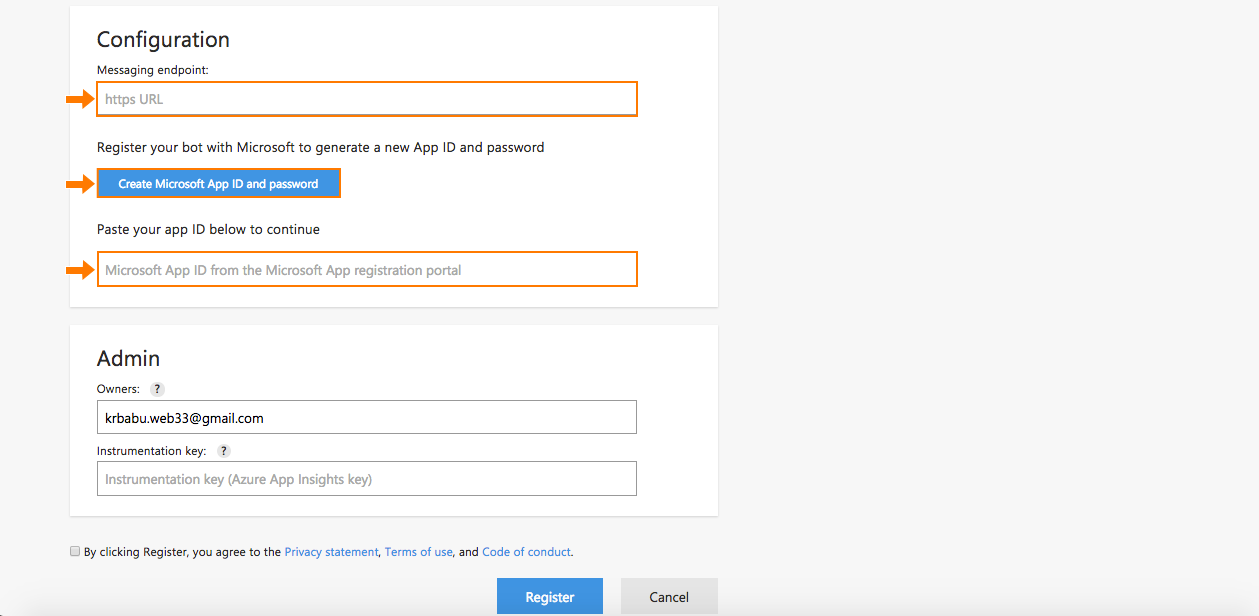 Configuration
Messaging endpoint:
https URL
Register your bot with Microsoft to generate a new App ID and password
Create Microsoft App ID and password
Paste your app ID below to continue
Microsoft App ID from the Microsoft App registration portal
Admin
Owners: ?
krbabu.web33@gmail.com
Instrumentation key: ?
Instrumentation key (Azure App Insights key)
By clicking Register, you agree to the Privacy statement, Terms of use, and Code of conduct.
Register Cancel